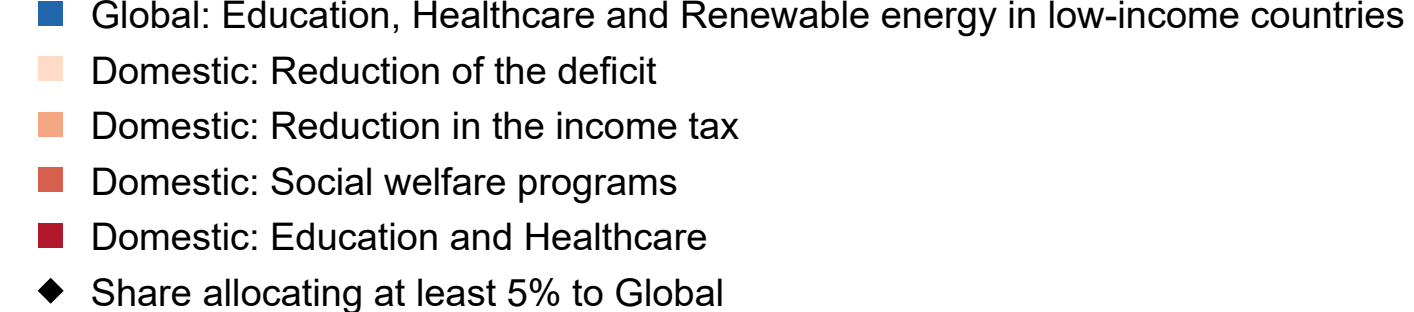 Global: Education, Healthcare and Renewable energy in low-income countries
Domestic: Reduction of the deficit
Domestic: Reduction in the income tax
Domestic: Social welfare programs
Domestic: Education and Healthcare
Share allocating at least 5% to Global